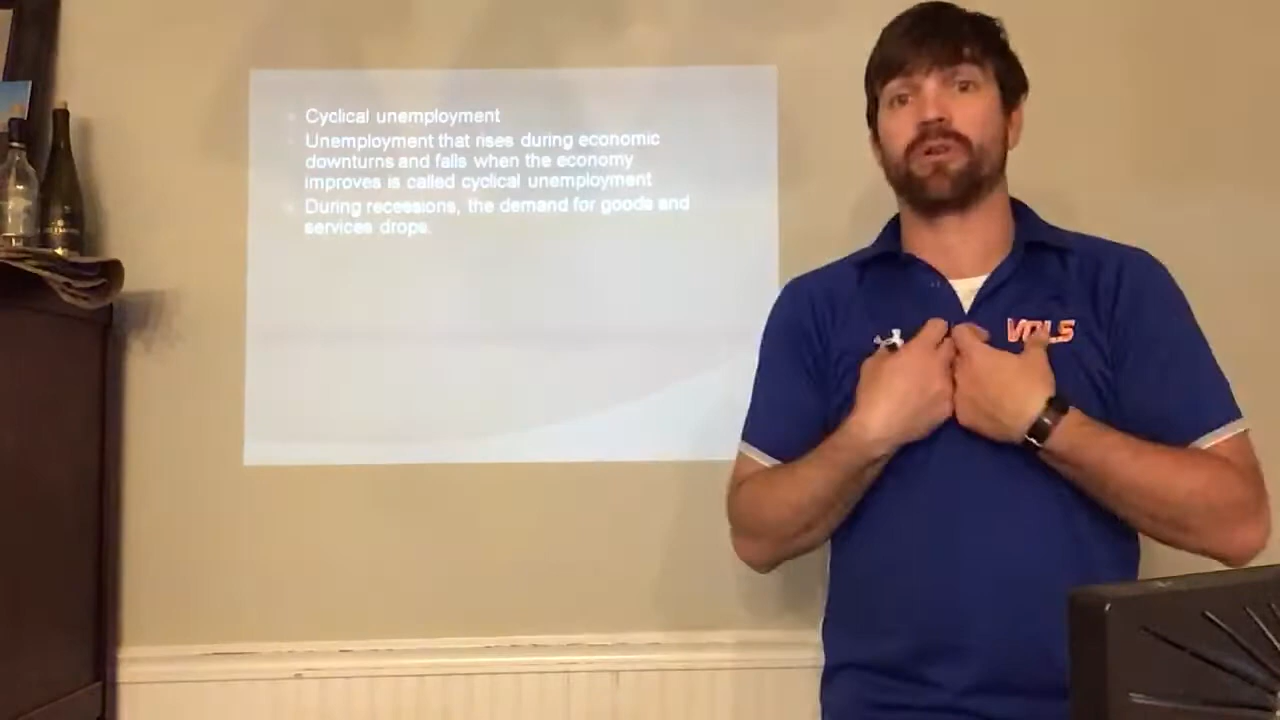 Cyclical unemployment
Unemployment that rises during economic
downturns and falls when the economy
improves is called cyclical unemployment
During recessions, the demand for goods and
services drops.
VOLS